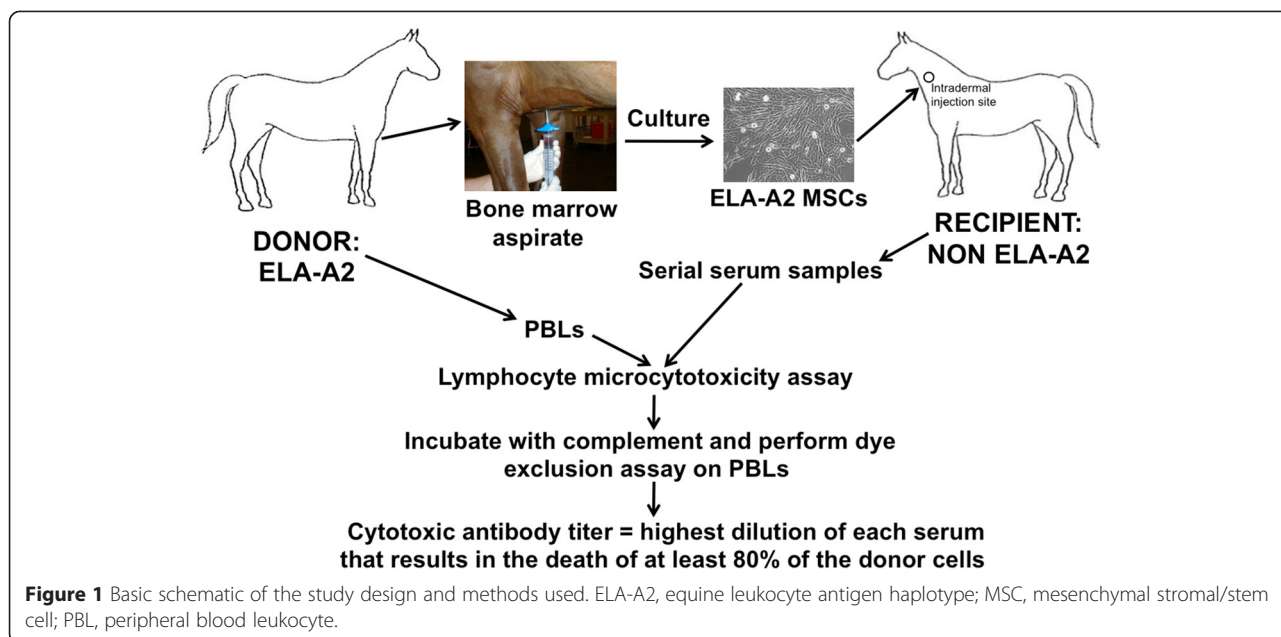 Culture
Intradermal
injection site
ELA-A2 MSCs
Bone marrow
aspirate
DONOR:
ELA-A2
RECIPIENT:
NON ELA-A2
Serial serum samples
PBLs
Lymphocyte microcytotoxicity assay
Incubate with complement and perform dye
exclusion assay on PBLs
Cytotoxic antibody titer = highest dilution of each serum
that results in the death of at least 80% of the donor cells
Figure 1 Basic schematic of the study design and methods used. ELA-A2, equine leukocyte antigen haplotype; MSC, mesenchymal stromal/stem
cell; PBL, peripheral blood leukocyte.